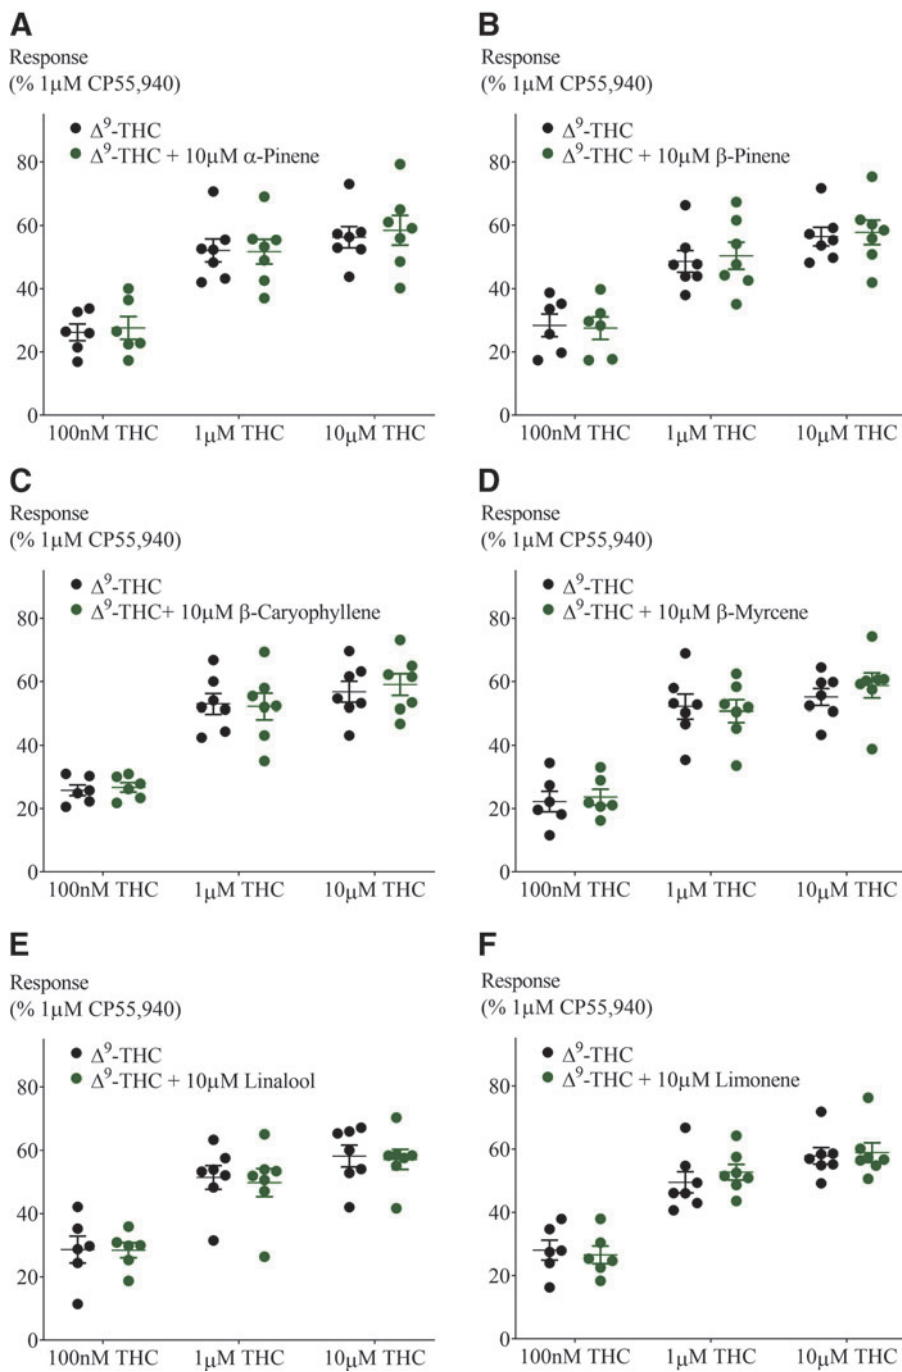 A
Response
(% 1μM CP55,940)
Δ⁹-THC
Δ⁹-THC + 10μM α-Pinene
80
60
40
20
0
100nM THC 1μM THC 10μM THC
B
Response
(% 1μM CP55,940)
Δ⁹-THC
Δ⁹-THC + 10μM β-Pinene
80
60
40
20
0
100nM THC 1μM THC 10μM THC
C
Response
(% 1μM CP55,940)
Δ⁹-THC
Δ⁹-THC+ 10μM β-Caryophyllene
80
60
40
20
0
100nM THC 1μM THC 10μM THC
D
Response
(% 1μM CP55,940)
Δ⁹-THC
Δ⁹-THC + 10μM β-Myrcene
80
60
40
20
0
100nM THC 1μM THC 10μM THC
E
Response
(% 1μM CP55,940)
Δ⁹-THC
Δ⁹-THC + 10μM Linalool
80
60
40
20
0
100nM THC 1μM THC 10μM THC
F
Response
(% 1μM CP55,940)
Δ⁹-THC
Δ⁹-THC + 10μM Limonene
80
60
40
20
0
100nM THC 1μM THC 10μM THC